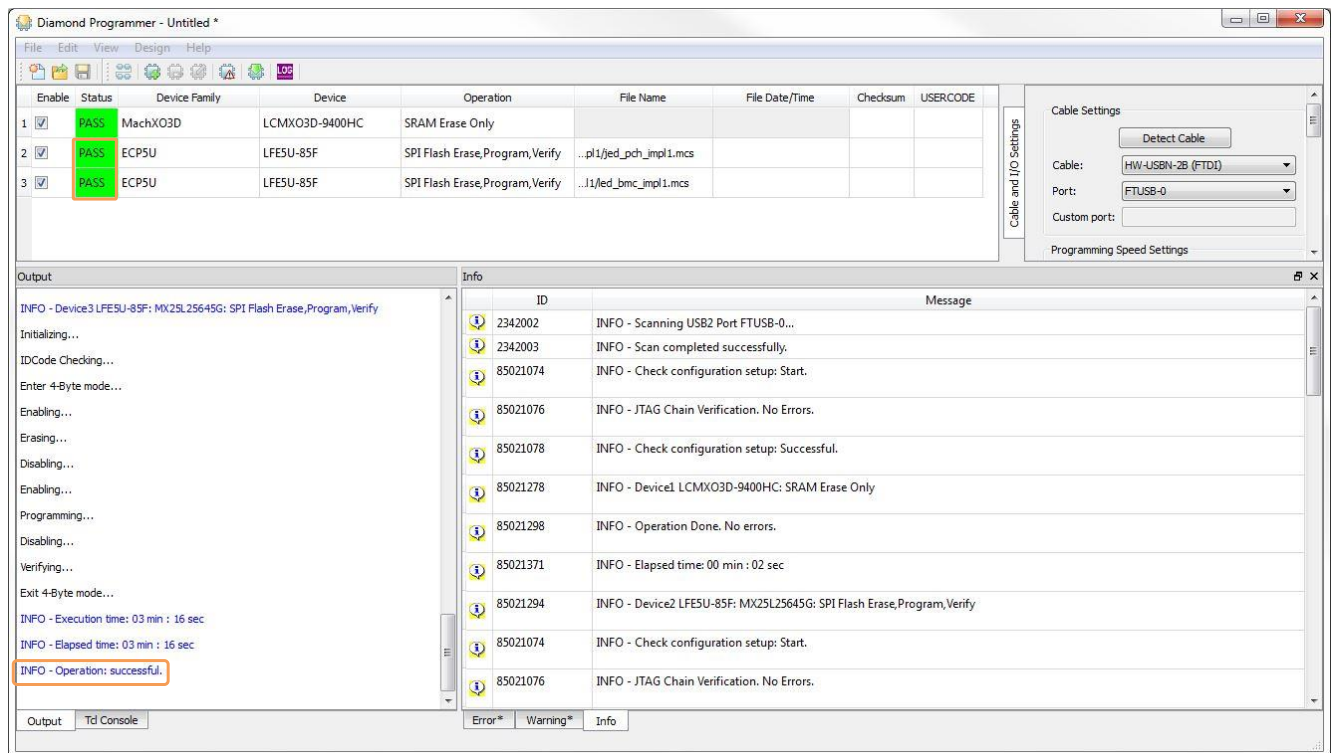 Diamond Programmer - Untitled *
File Edit View Design Help
LOG
Enable Status Device Family Device Operation File Name File Date/Time Checksum USERCODE
1 PASS MachXO3D LCMXO3D-9400HC SRAM Erase Only
2 PASS ECP5U LFE5U-85F SPI Flash Erase,Program,Verify ...pl1/jed_pch_impl1.mcs
3 PASS ECP5U LFE5U-85F SPI Flash Erase,Program,Verify ...l1/led_bmc_impl1.mcs
Cable and I/O Settings
Cable Settings
Detect Cable
Cable: HW-USBN-2B (FTDI)
Port: FTUSB-0
Custom port:
Programming Speed Settings
Output
INFO - Device3 LFE5U-85F: MX25L25645G: SPI Flash Erase,Program,Verify
Initializing...
IDCode Checking...
Enter 4-Byte mode...
Enabling...
Erasing...
Disabling...
Enabling...
Programming...
Disabling...
Verifying...
Exit 4-Byte mode...
INFO - Execution time: 03 min : 16 sec
INFO - Elapsed time: 03 min : 16 sec
INFO - Operation: successful.
Output Tcl Console
Info
ID Message
2342002 INFO - Scanning USB2 Port FTUSB-0...
2342003 INFO - Scan completed successfully.
85021074 INFO - Check configuration setup: Start.
85021076 INFO - JTAG Chain Verification. No Errors.
85021078 INFO - Check configuration setup: Successful.
85021278 INFO - Device1 LCMXO3D-9400HC: SRAM Erase Only
85021298 INFO - Operation Done. No errors.
85021371 INFO - Elapsed time: 00 min : 02 sec
85021294 INFO - Device2 LFE5U-85F: MX25L25645G: SPI Flash Erase,Program,Verify
85021074 INFO - Check configuration setup: Start.
85021076 INFO - JTAG Chain Verification. No Errors.
Error* Warning* Info